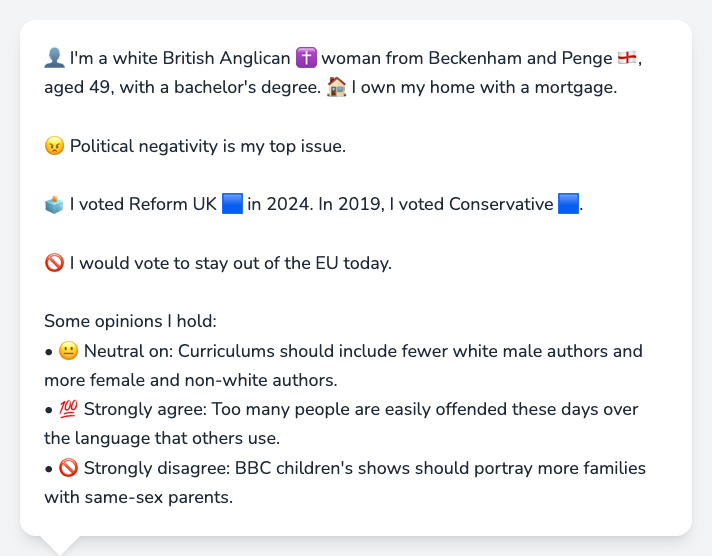 👤 I'm a white British Anglican ✝️ woman from Beckenham and Penge 🏴󠁧󠁢󠁥󠁮󠁧󠁿,
aged 49, with a bachelor's degree. 🏠 I own my home with a mortgage.
😠 Political negativity is my top issue.
🗳️ I voted Reform UK 🟦 in 2024. In 2019, I voted Conservative 🟦.
🚫 I would vote to stay out of the EU today.
Some opinions I hold:
• 😐 Neutral on: Curriculums should include fewer white male authors and
more female and non-white authors.
• 💯 Strongly agree: Too many people are easily offended these days over
the language that others use.
• 🚫 Strongly disagree: BBC children's shows should portray more families
with same-sex parents.